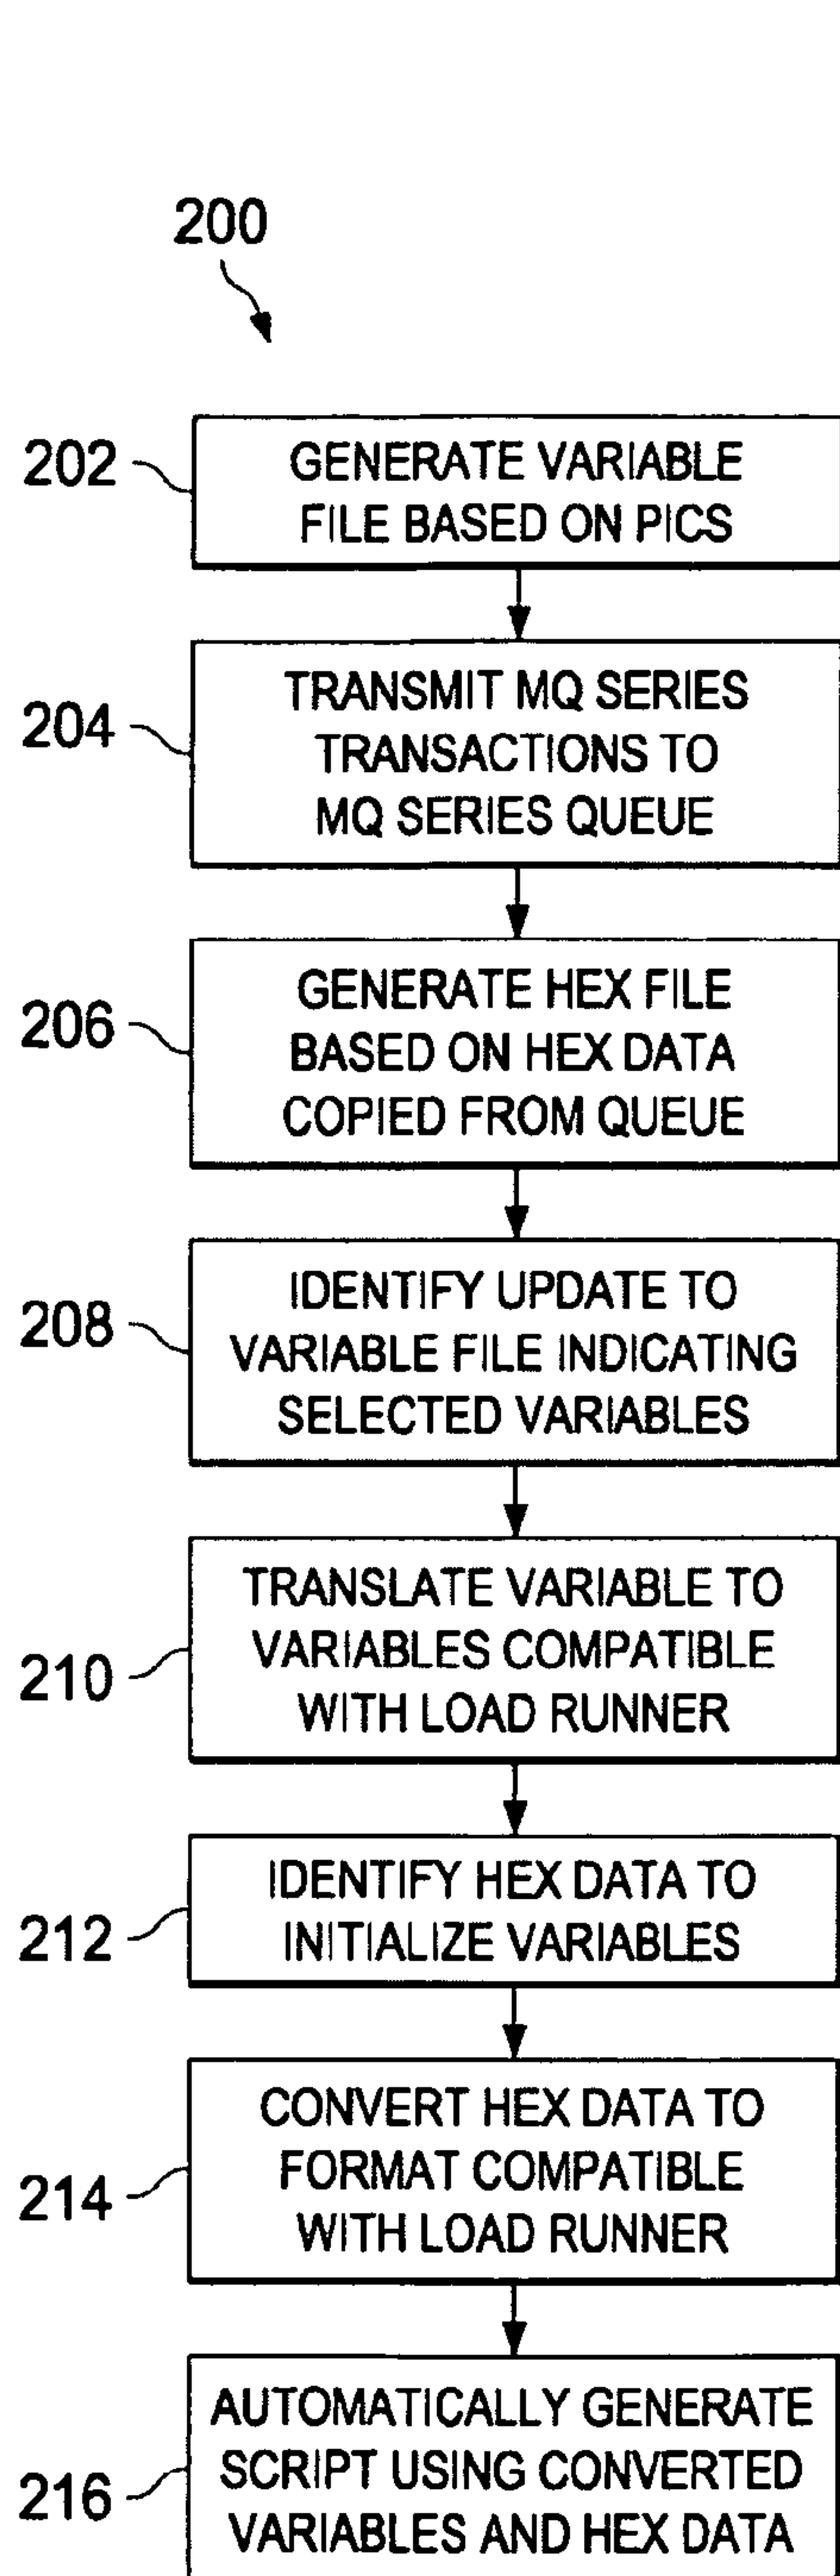 200
202
GENERATE VARIABLE
FILE BASED ON PICS
204
TRANSMIT MQ SERIES
TRANSACTIONS TO
MQ SERIES QUEUE
206
GENERATE HEX FILE
BASED ON HEX DATA
COPIED FROM QUEUE
208
IDENTIFY UPDATE TO
VARIABLE FILE INDICATING
SELECTED VARIABLES
210
TRANSLATE VARIABLE TO
VARIABLES COMPATIBLE
WITH LOAD RUNNER
212
IDENTIFY HEX DATA TO
INITIALIZE VARIABLES
214
CONVERT HEX DATA TO
FORMAT COMPATIBLE
WITH LOAD RUNNER
216
AUTOMATICALLY GENERATE
SCRIPT USING CONVERTED
VARIABLES AND HEX DATA